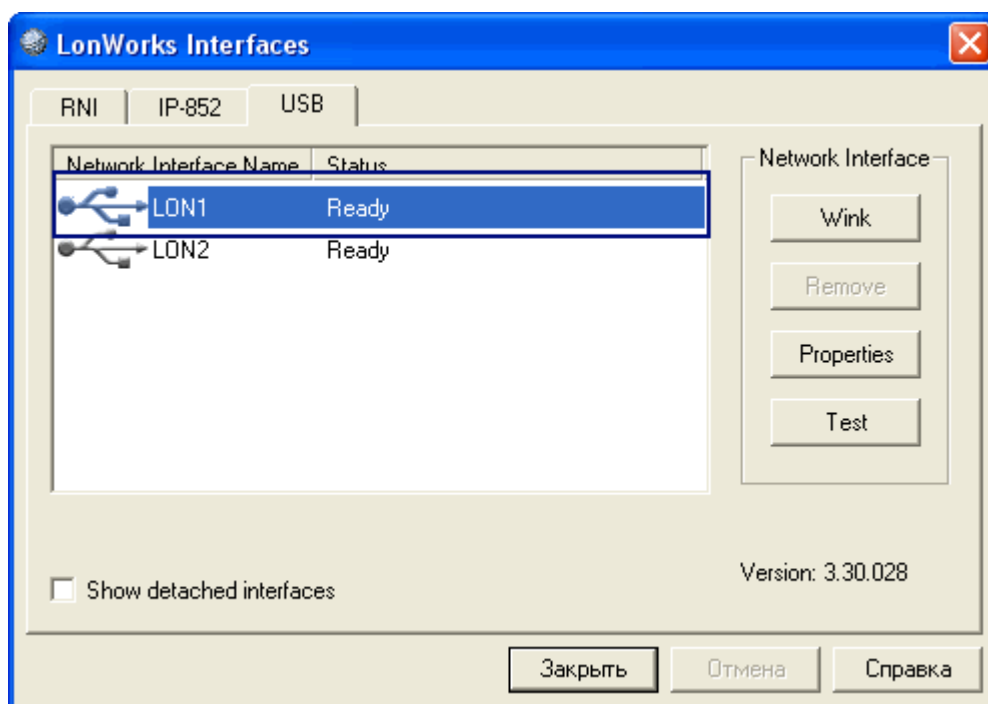 LonWorks Interfaces
RNI IP-852 USB
Network Interface Name Status
LON1 Ready
LON2 Ready
Network Interface
Wink
Remove
Properties
Test
Show detached interfaces
Version: 3.30.028
Закрыть Отмена Справка